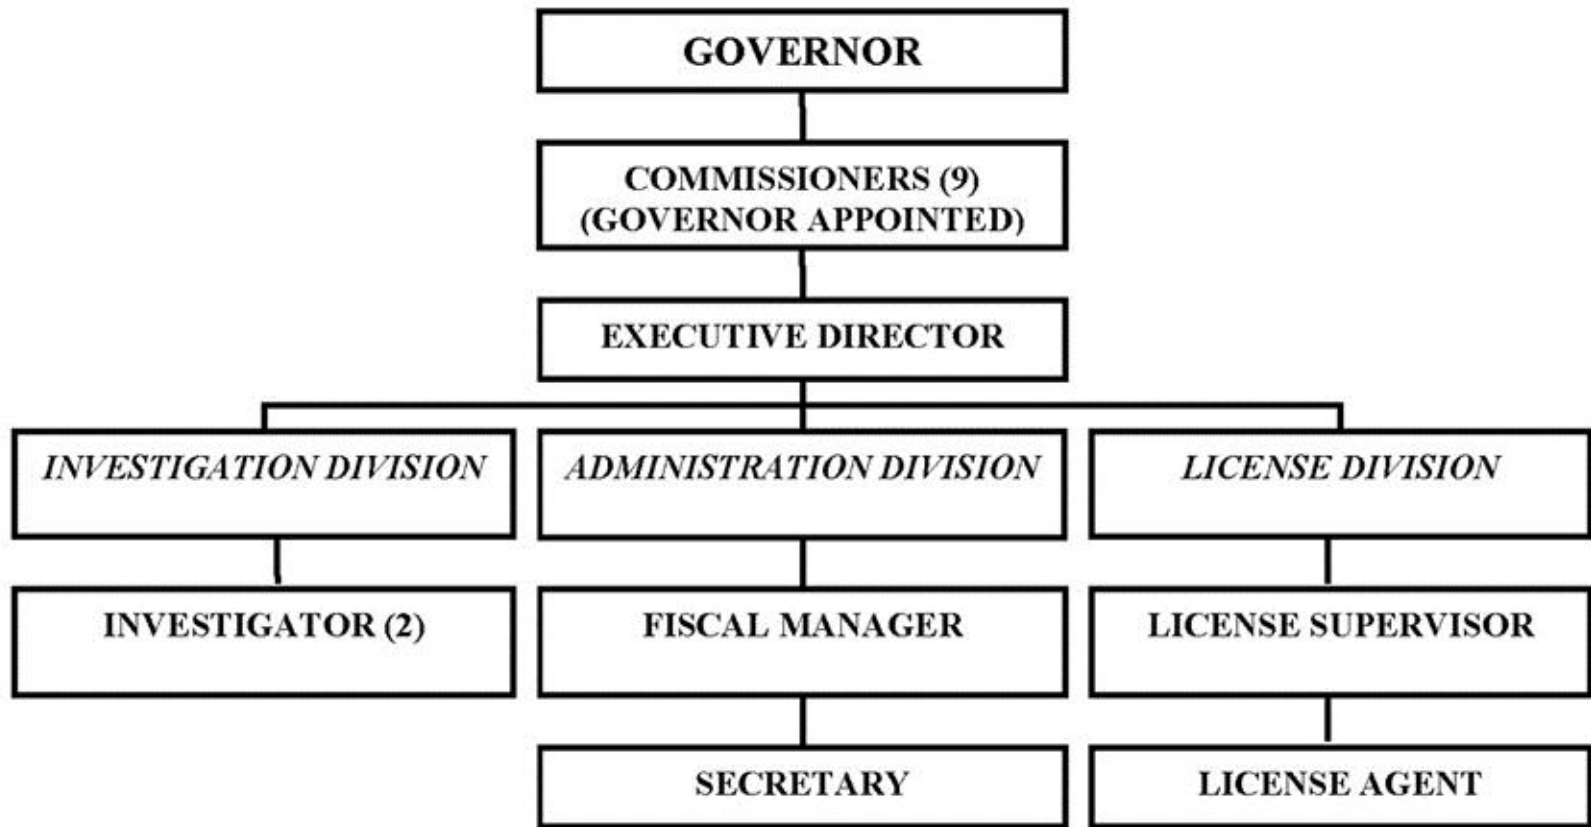 GOVERNOR
COMMISSIONERS (9)
(GOVERNOR APPOINTED)
EXECUTIVE DIRECTOR
INVESTIGATION DIVISION
ADMINISTRATION DIVISION
LICENSE DIVISION
INVESTIGATOR (2)
FISCAL MANAGER
LICENSE SUPERVISOR
SECRETARY
LICENSE AGENT